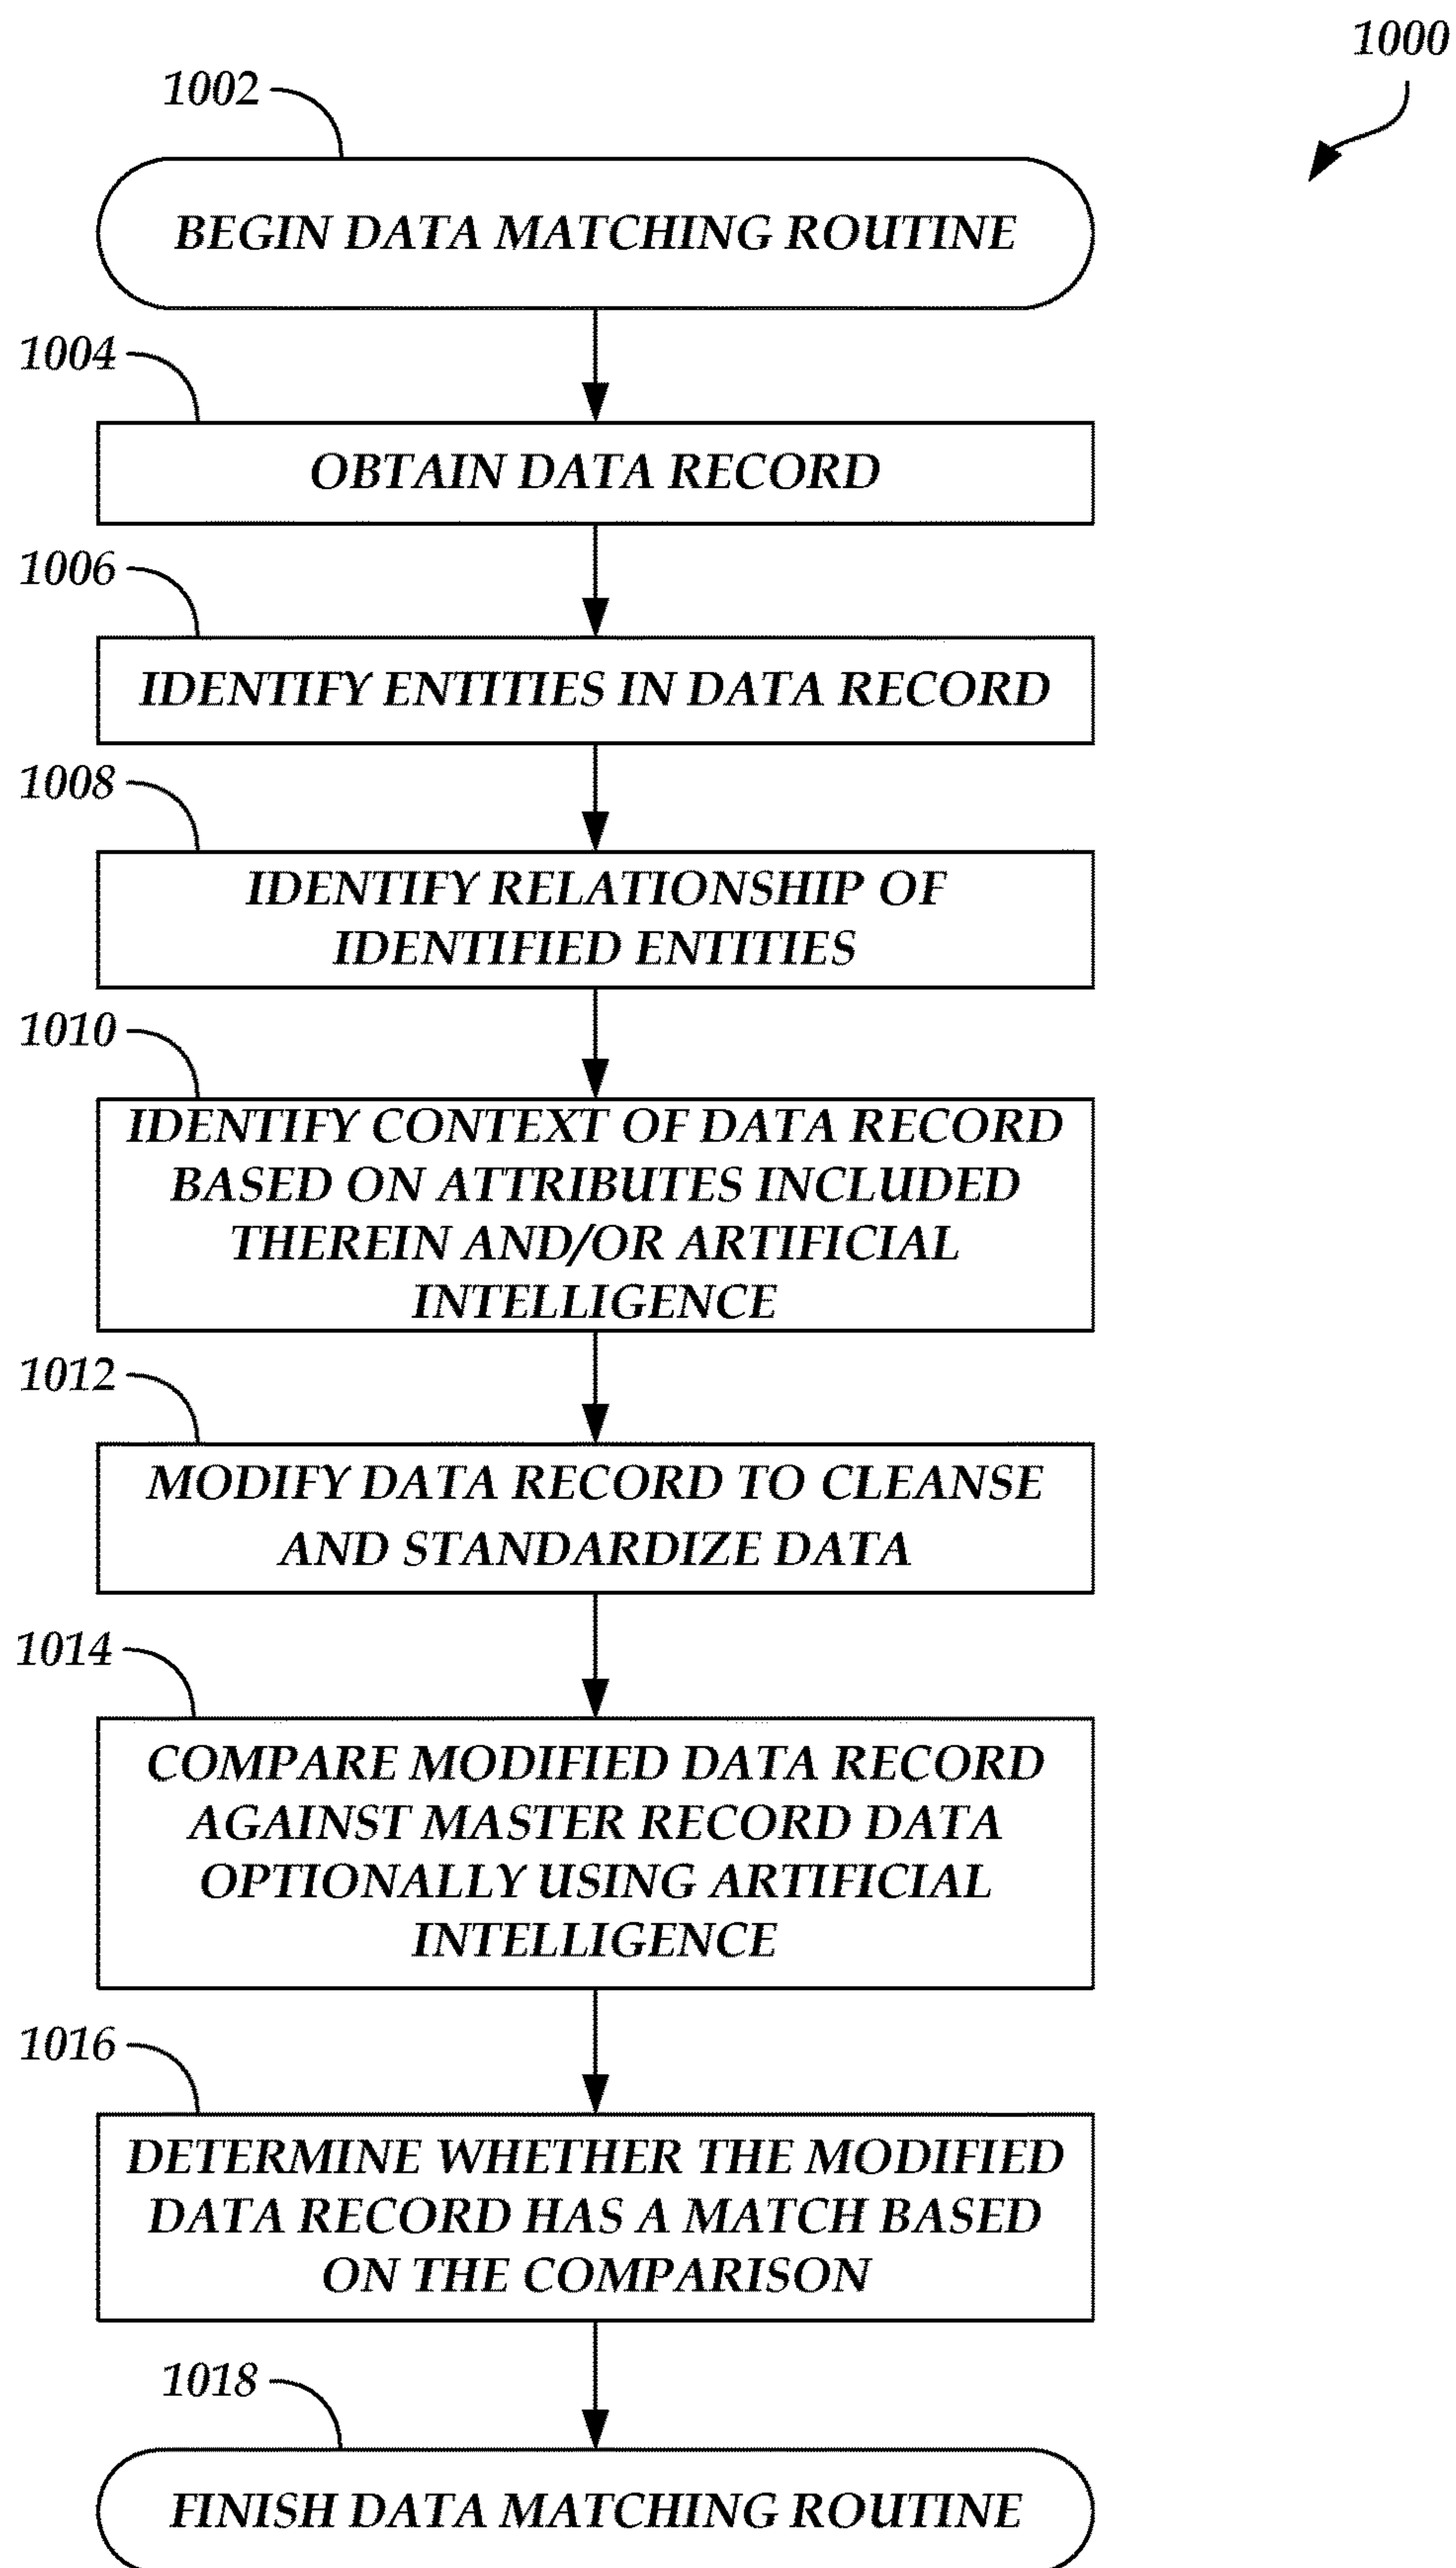 1000
1002
BEGIN DATA MATCHING ROUTINE
1004
OBTAIN DATA RECORD
1006
IDENTIFY ENTITIES IN DATA RECORD
1008
IDENTIFY RELATIONSHIP OF
IDENTIFIED ENTITIES
1010
IDENTIFY CONTEXT OF DATA RECORD
BASED ON ATTRIBUTES INCLUDED
THEREIN AND/OR ARTIFICIAL
INTELLIGENCE
1012
MODIFY DATA RECORD TO CLEANSE
AND STANDARDIZE DATA
1014
COMPARE MODIFIED DATA RECORD
AGAINST MASTER RECORD DATA
OPTIONALLY USING ARTIFICIAL
INTELLIGENCE
1016
DETERMINE WHETHER THE MODIFIED
DATA RECORD HAS A MATCH BASED
ON THE COMPARISON
1018
FINISH DATA MATCHING ROUTINE